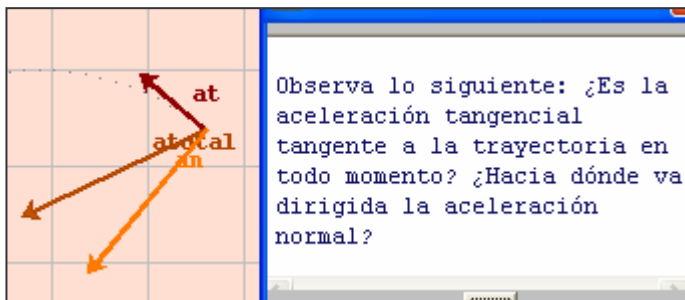 at
atotal
an
Observa lo siguiente: ¿Es la
aceleración tangencial
tangente a la trayectoria en
todo momento? ¿Hacia dónde va
dirigida la aceleración
normal?